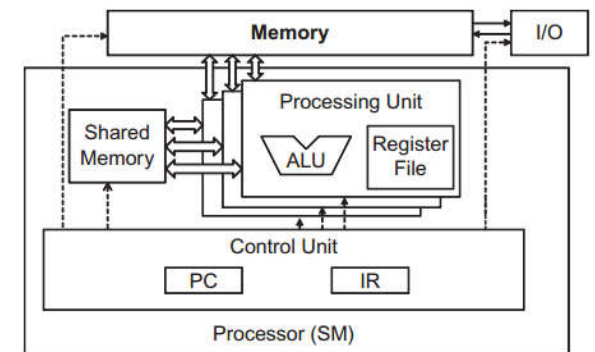 Memory
I/O
Processing Unit
Shared
Memory
ALU
Register
File
Control Unit
PC
IR
Processor (SM)